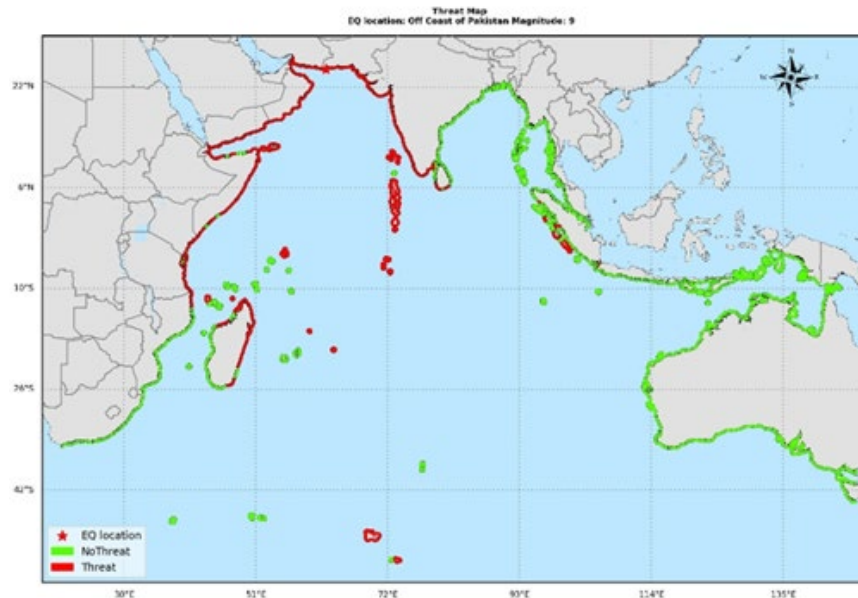 Threat Map
EQ location: Off Coast of Pakistan Magnitude: 9
N
W
E
S
22°N
6°N
10°S
26°S
42°S
EQ location
NoThreat
Threat
30°E
51°E
72°E
93°E
114°E
135°E